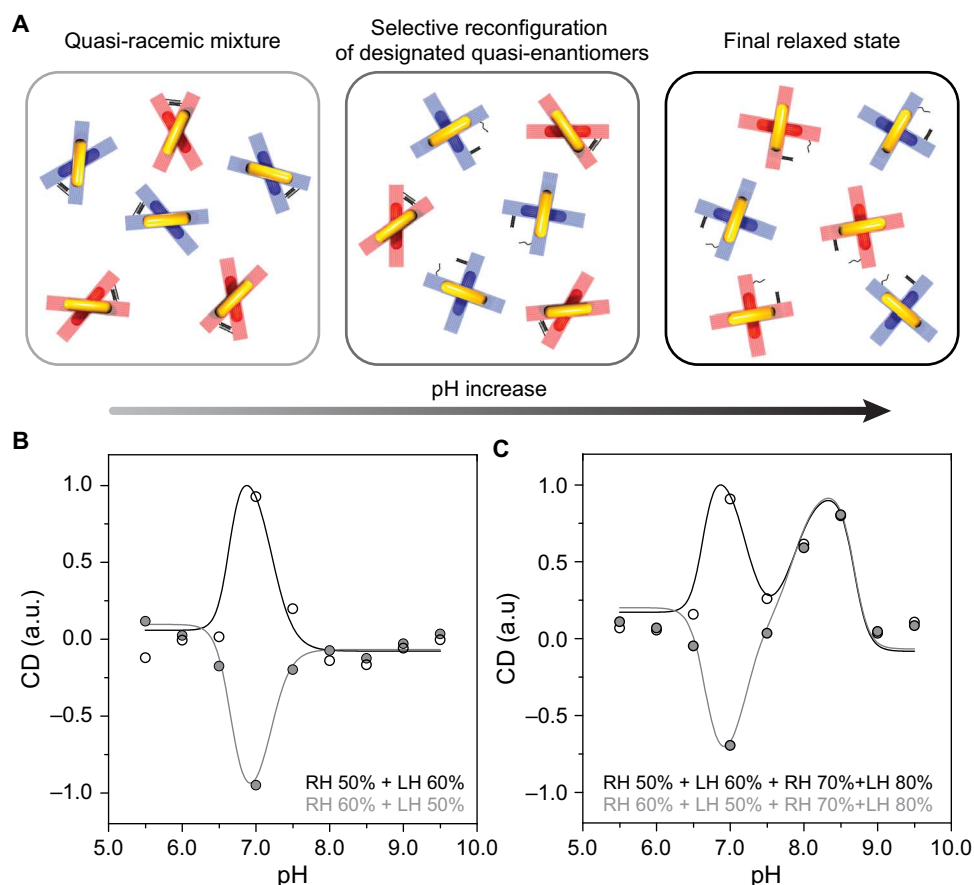 A
Quasi-racemic mixture
Selective reconfiguration
of designated quasi-enantiomers
Final relaxed state
pH increase
B
1.0
0.5
0.0
–0.5
–1.0
CD (a.u.)
RH 50% + LH 60%
RH 60% + LH 50%
5.0 6.0 7.0 8.0 9.0 10.0
pH
C
1.0
0.5
0.0
–0.5
–1.0
CD (a.u)
RH 50% + LH 60% + RH 70%+LH 80%
RH 60% + LH 50% + RH 70%+LH 80%
5.0 6.0 7.0 8.0 9.0 10.0
pH